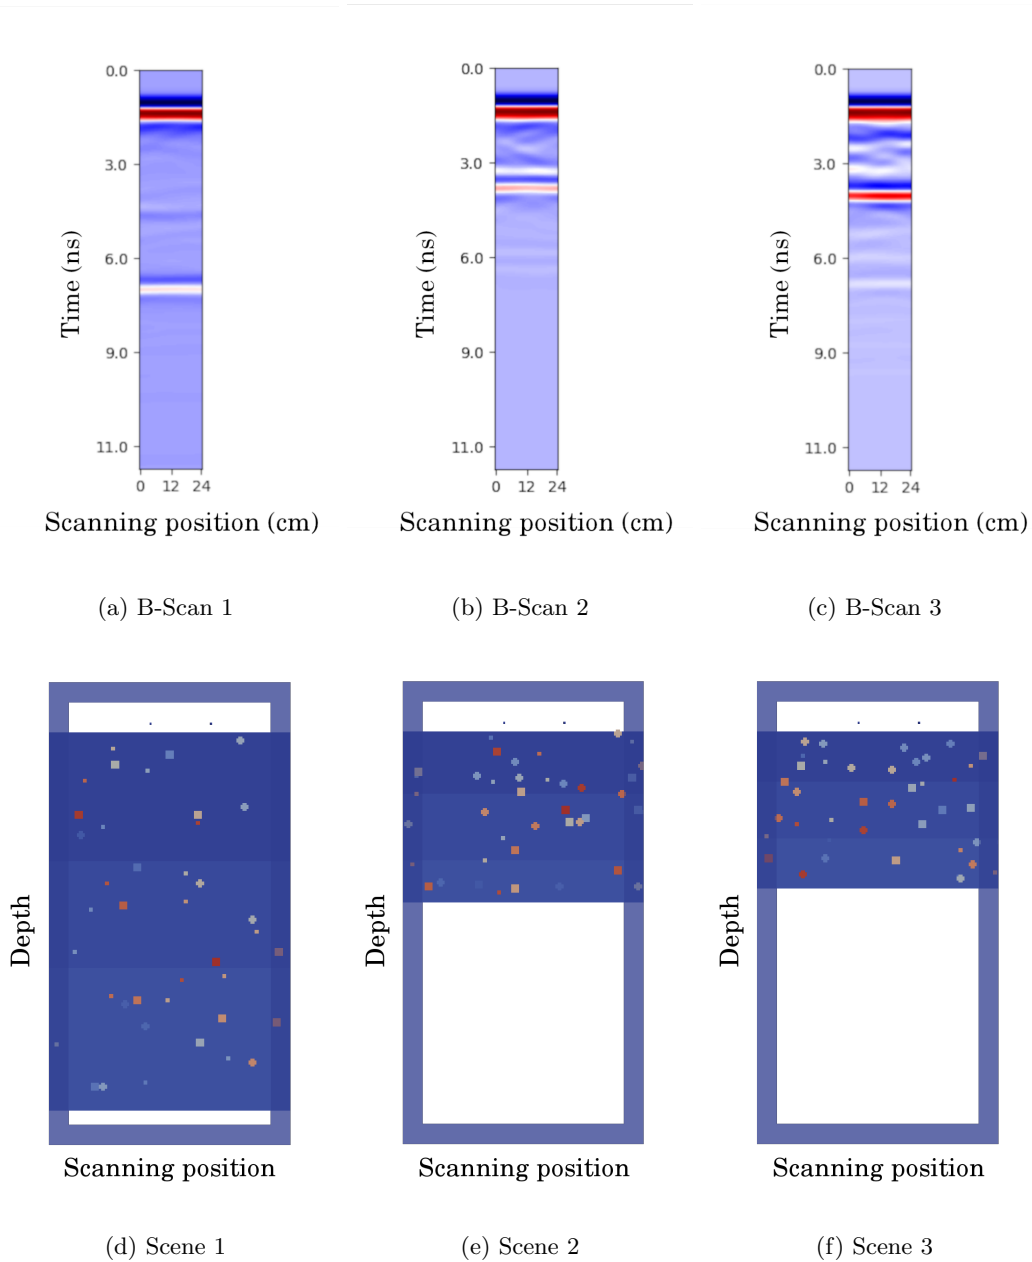 0.0
3.0
6.0
9.0
11.0
0 12 24
Time (ns)
Scanning position (cm)
(a) B-Scan 1
0.0
3.0
6.0
9.0
11.0
0 12 24
Time (ns)
Scanning position (cm)
(b) B-Scan 2
0.0
3.0
6.0
9.0
11.0
0 12 24
Time (ns)
Scanning position (cm)
(c) B-Scan 3
Depth
Scanning position
(d) Scene 1
Depth
Scanning position
(e) Scene 2
Depth
Scanning position
(f) Scene 3